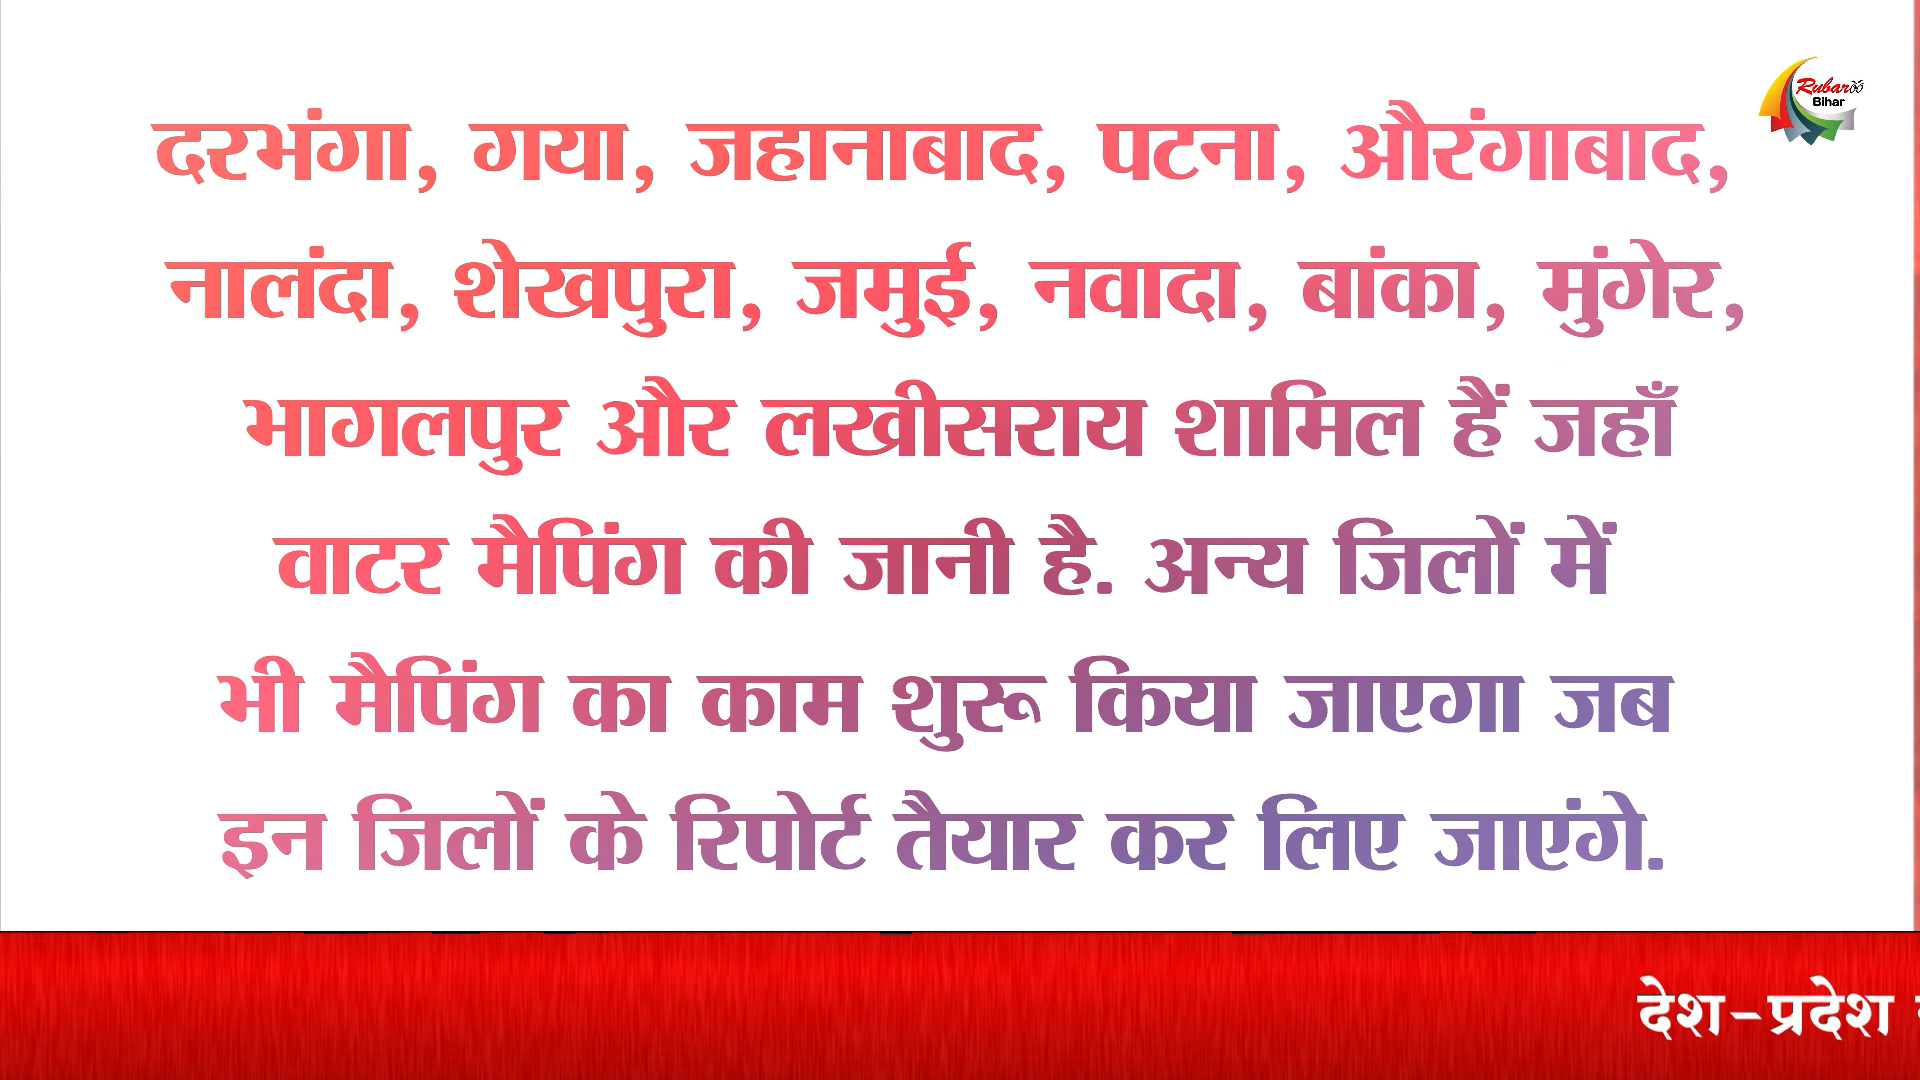 Rubaroo
Bihar
दरभंगा, गया, जहानाबाद, पटना, औरंगाबाद,
नालंदा, शेखपुरा, जमुई, नवादा, बांका, मुंगेर,
भागलपुर और लखीसराय शामिल हैं जहाँ
वाटर मैपिंग की जानी है. अन्य जिलों में
भी मैपिंग का काम शुरू किया जाएगा जब
इन जिलों के रिपोर्ट तैयार कर लिए जाएंगे.
देश-प्रदेश